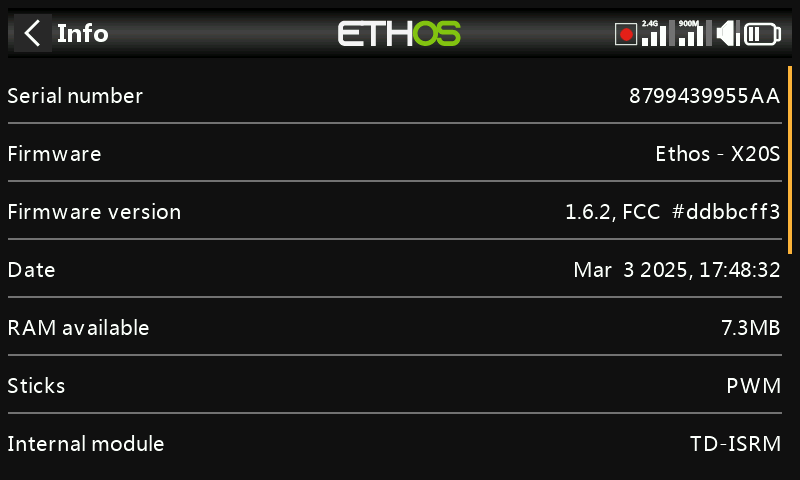 Info
ETHOS
2.4G
900M
Serial number 8799439955AA
Firmware Ethos - X20S
Firmware version 1.6.2, FCC #ddbbcff3
Date Mar 3 2025, 17:48:32
RAM available 7.3MB
Sticks PWM
Internal module TD-ISRM